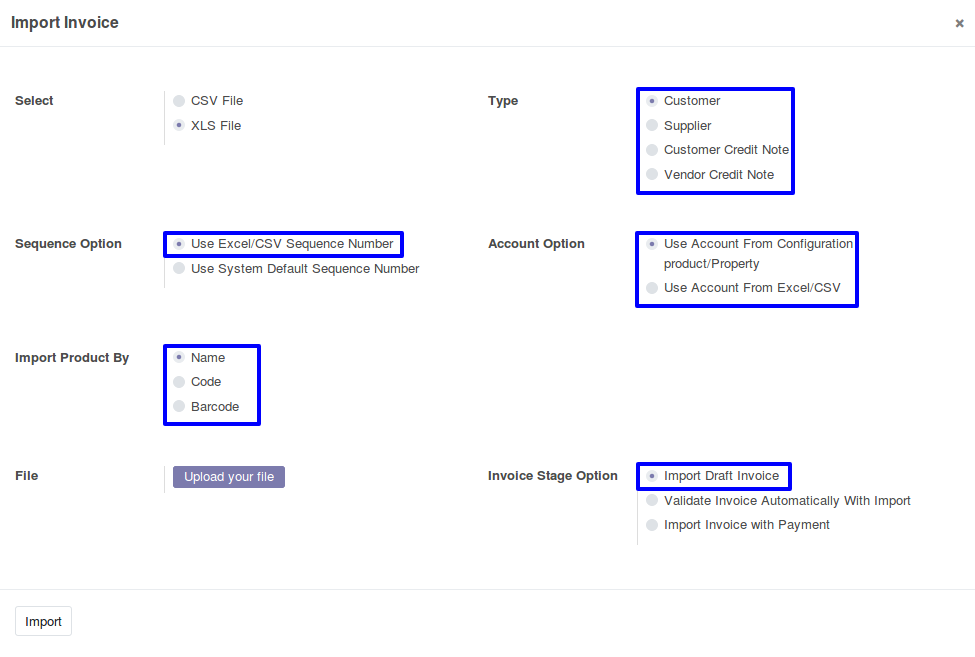 Import Invoice ×
Select
CSV File
XLS File
Type
Customer
Supplier
Customer Credit Note
Vendor Credit Note
Sequence Option
Use Excel/CSV Sequence Number
Use System Default Sequence Number
Account Option
Use Account From Configuration
product/Property
Use Account From Excel/CSV
Import Product By
Name
Code
Barcode
File
Upload your file
Invoice Stage Option
Import Draft Invoice
Validate Invoice Automatically With Import
Import Invoice with Payment
Import